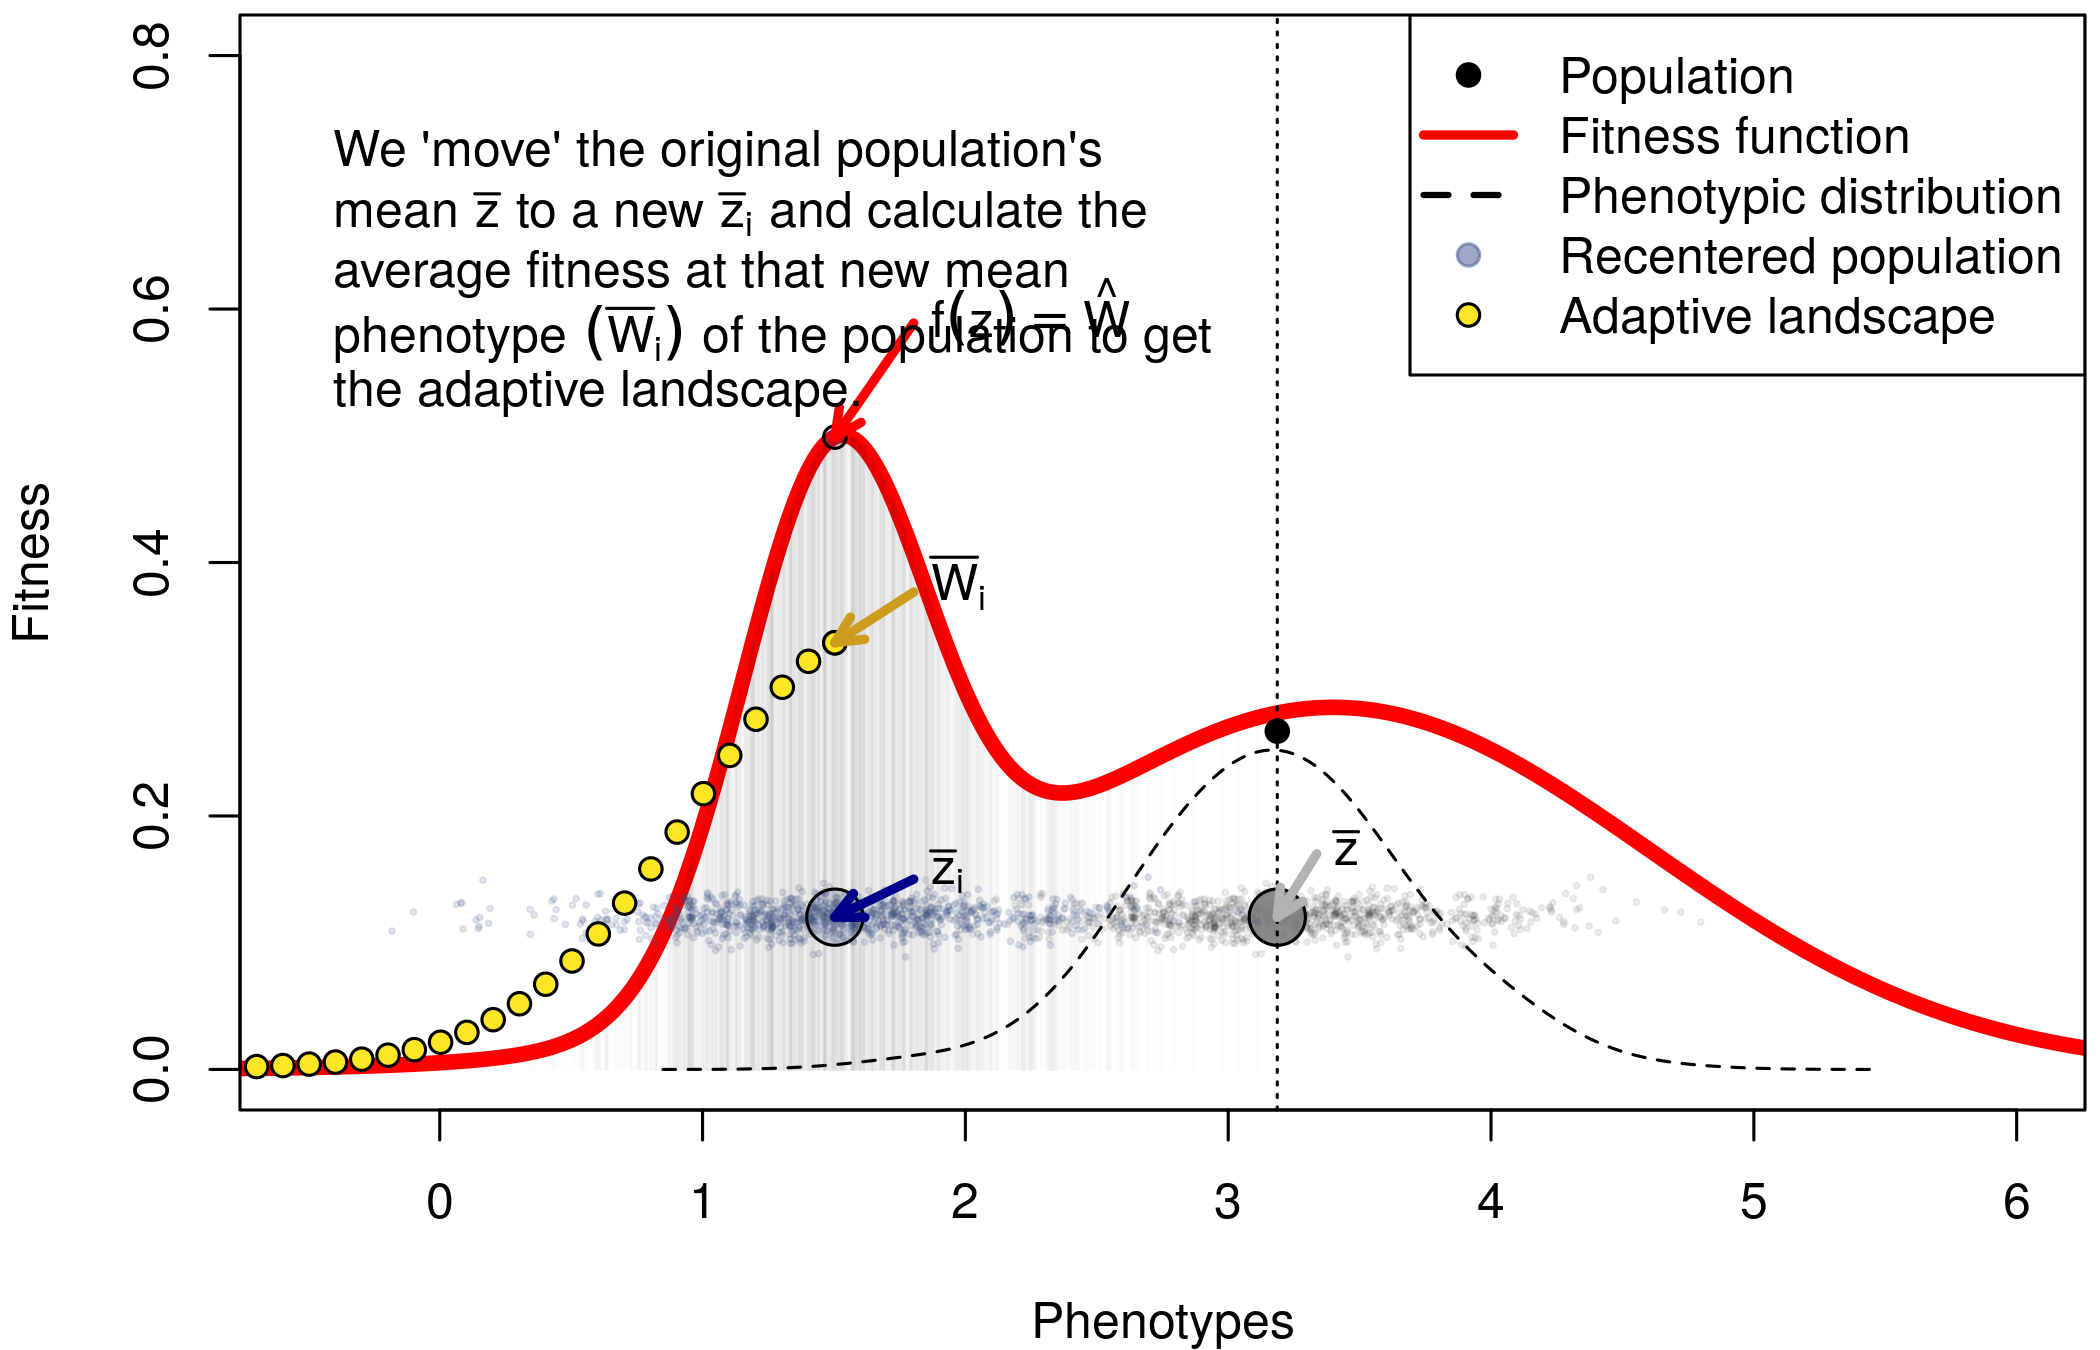 0.8
0.6
0.4
0.2
0.0
Fitness
We 'move' the original population's
mean z̅ to a new z̅ᵢ and calculate the
average fitness at that new mean
phenotype (W̅ᵢ) of the population to get
the adaptive landscape.
f(z) = Ŵ
W̅ᵢ
z̅ᵢ
z̅
Population
Fitness function
Phenotypic distribution
Recentered population
Adaptive landscape
0 1 2 3 4 5 6
Phenotypes